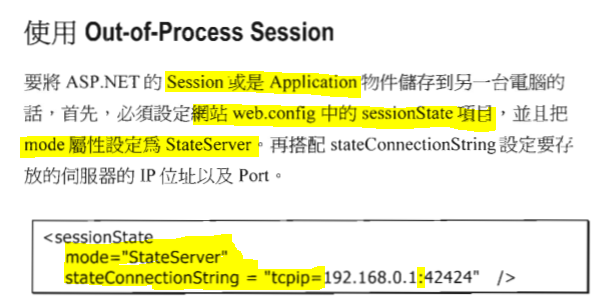 使用 Out-of-Process Session
要將 ASP.NET 的 Session 或是 Application 物件儲存到另一台電腦的
話，首先，必須設定網站 web.config 中的 sessionState 項目，並且把
mode 屬性設定爲 StateServer。再搭配 stateConnectionString 設定要存
放的伺服器的 IP 位址以及 Port。
<sessionState
mode="StateServer"
stateConnectionString = "tcpip=192.168.0.1:42424" />